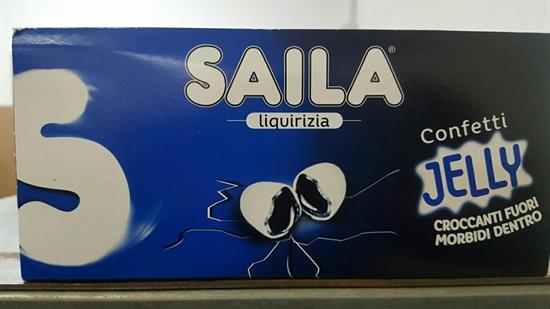 S
SAILA®
liquirizia
Confetti
JELLY
CROCCANTI FUORI
MORBIDI DENTRO